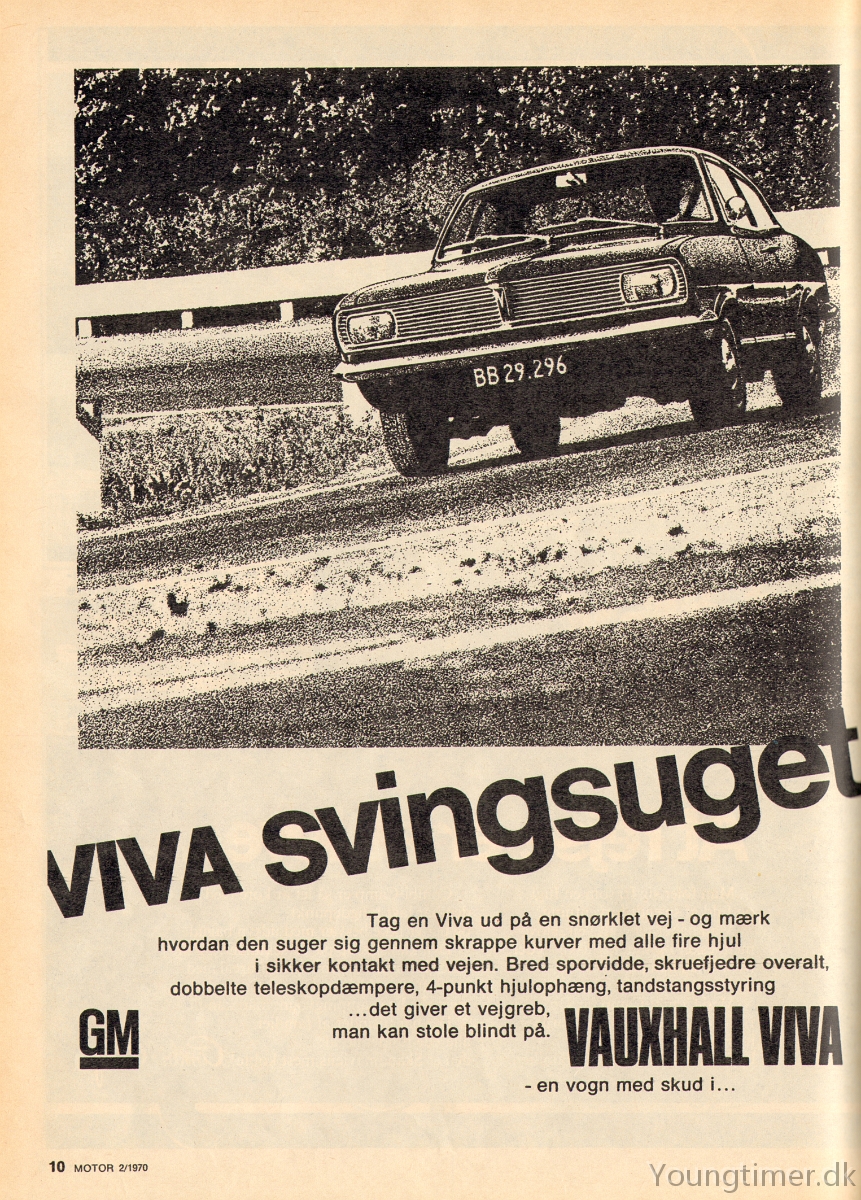 BB 29.296
VIVA svingsuget
Tag en Viva ud på en snørklet vej - og mærk
hvordan den suger sig gennem skrappe kurver med alle fire hjul
i sikker kontakt med vejen. Bred sporvidde, skruefjedre overalt,
dobbelte teleskopdæmpere, 4-punkt hjulophæng, tandstangsstyring
...det giver et vejgreb,
man kan stole blindt på.
GM
VAUXHALL VIVA
- en vogn med skud i...
10 MOTOR 2/1970
Youngtimer.dk